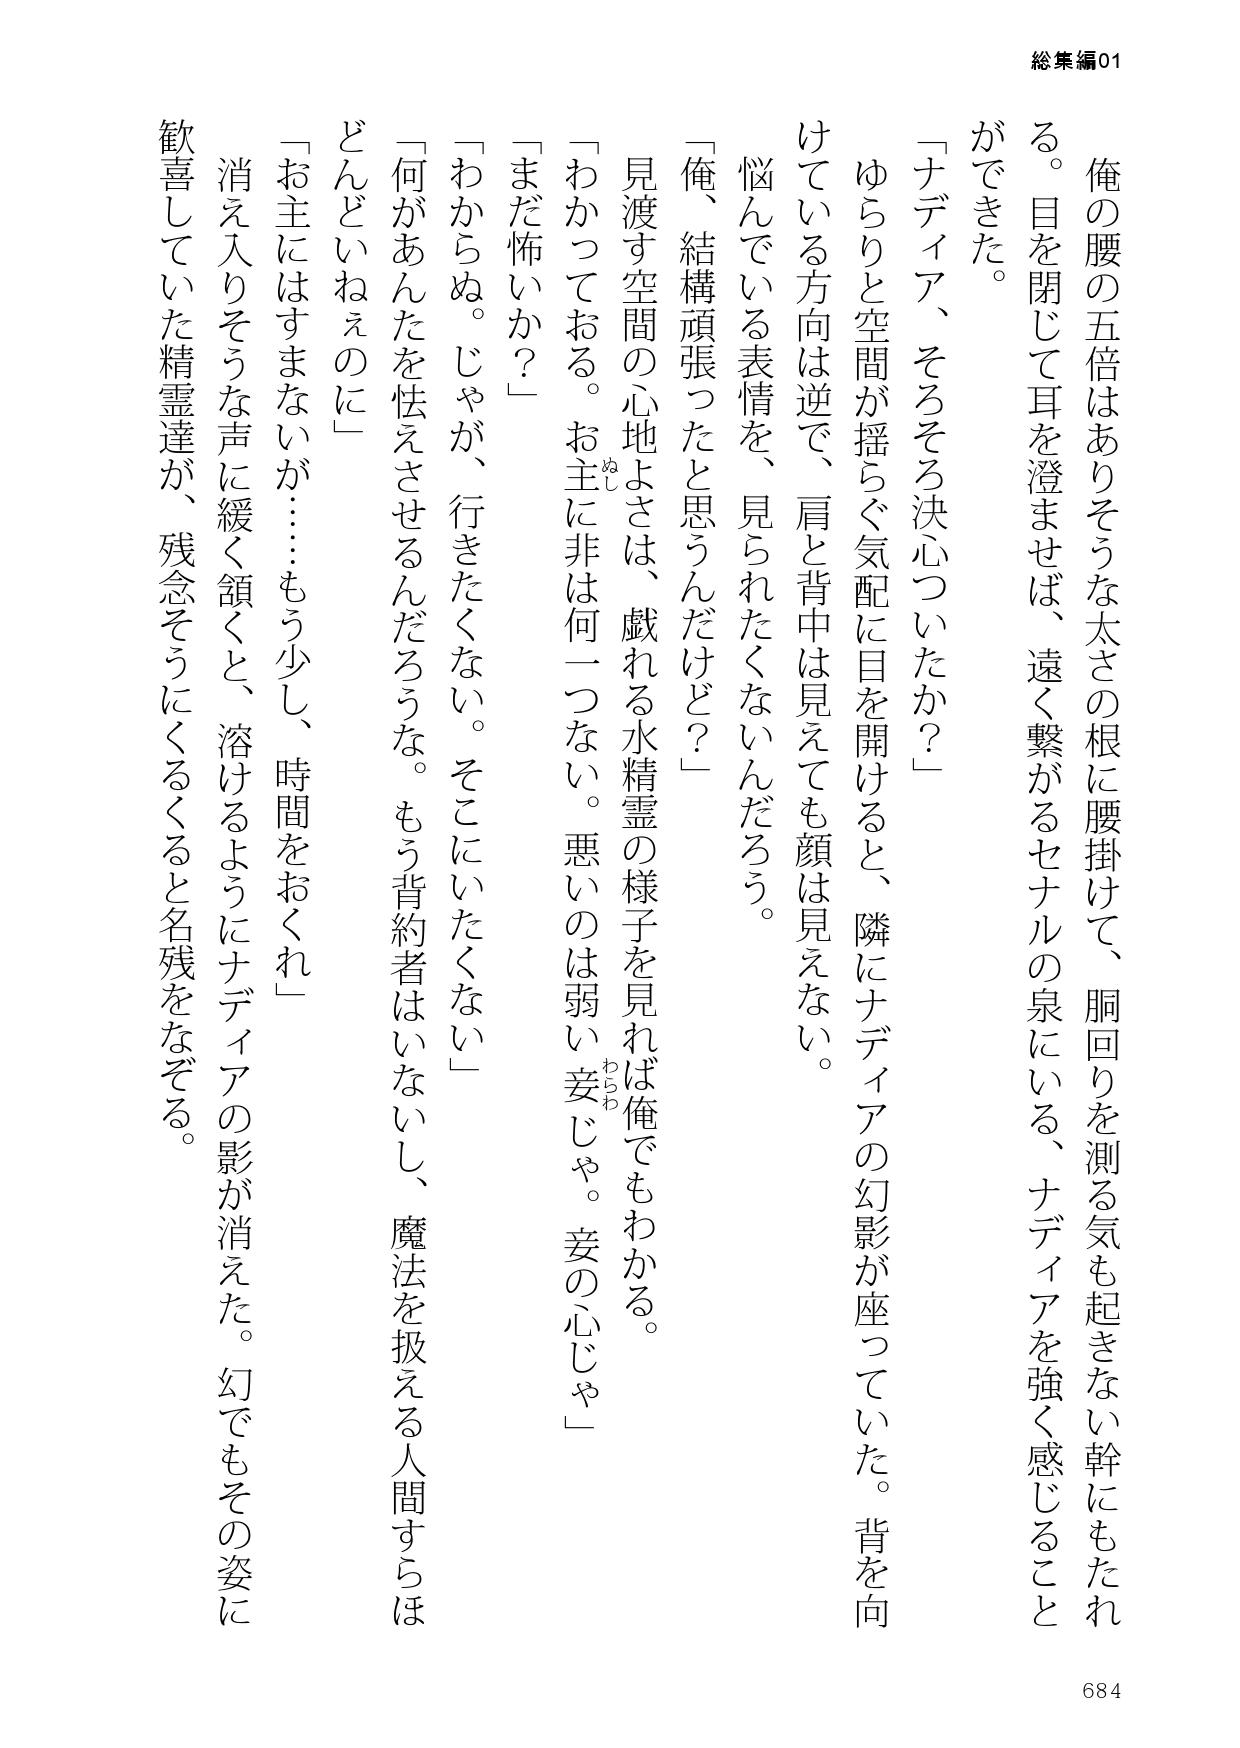 総集編01
俺の腰の五倍はありそうな太さの根に腰掛けて、胴回りを測る気も起きない幹にもたれ
る。目を閉じて耳を澄ませば、遠く繋がるセナルの泉にいる、ナディアを強く感じること
ができた。
「ナディア、そろそろ決心ついたか？」
ゆらりと空間が揺らぐ気配に目を開けると、隣にナディアの幻影が座っていた。背を向
けている方向は逆で、肩と背中は見えても顔は見えない。
悩んでいる表情を、見られたくないんだろう。
「俺、結構頑張ったと思うんだけど？」
見渡す空間の心地よさは、戯れる水精霊の様子を見れば俺でもわかる。
「わかっておる。お主に非は何一つない。悪いのは弱い妾じゃ。妾の心じゃ」
ぬし
わらわ
「まだ怖いか？」
「わからぬ。じゃが、行きたくない。そこにいたくない」
「何があんたを怯えさせるんだろうな。もう背約者はいないし、魔法を扱える人間すらほ
どんどいねぇのに」
「お主にはすまないが……もう少し、時間をおくれ」
消え入りそうな声に緩く頷くと、溶けるようにナディアの影が消えた。幻でもその姿に
歓喜していた精霊達が、残念そうにくるくると名残をなぞる。
684